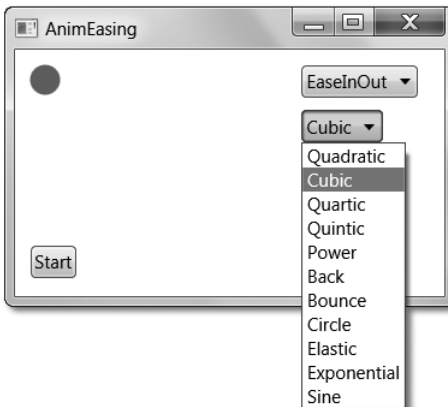 AnimEasing
EaseInOut
Cubic
Quadratic
Cubic
Quartic
Quintic
Power
Back
Bounce
Circle
Elastic
Exponential
Sine
Start